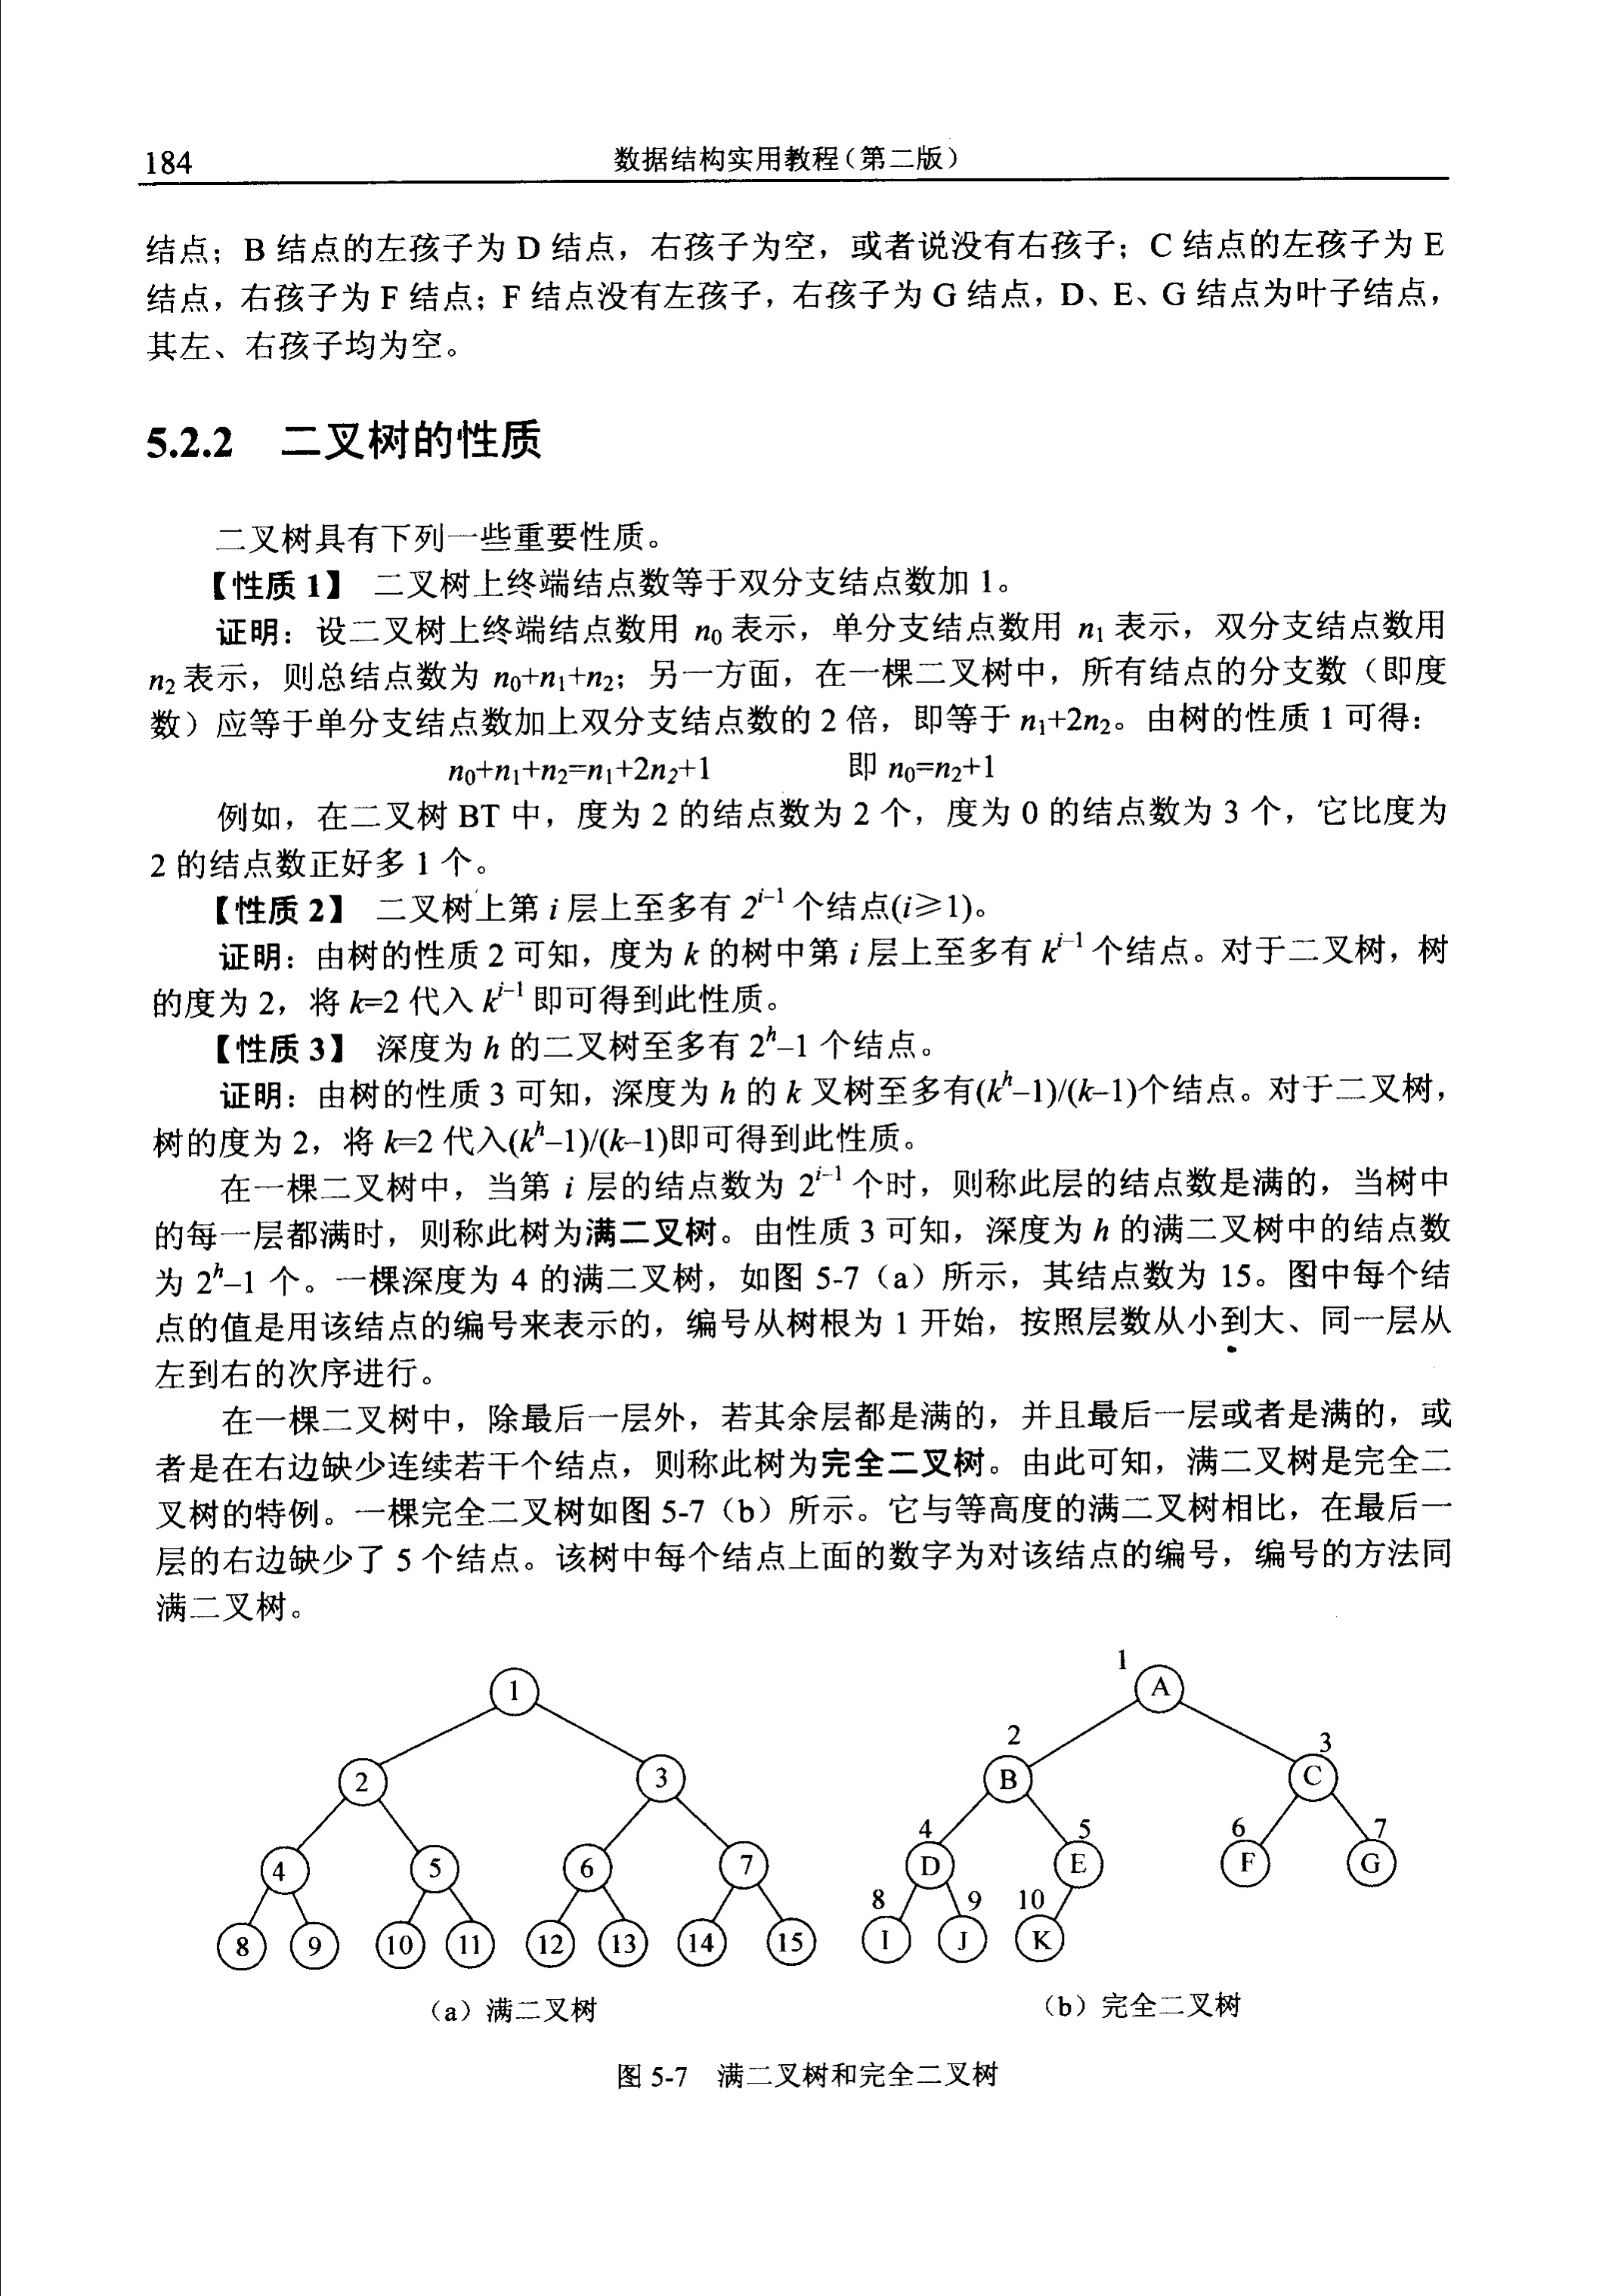 184
数据结构实用教程(第二版)
结点；B 结点的左孩子为 D 结点，右孩子为空，或者说没有右孩子；C 结点的左孩子为 E
结点，右孩子为 F 结点；F 结点没有左孩子，右孩子为 G 结点，D、E、G 结点为叶子结点，
其左、右孩子均为空。
5.2.2 二叉树的性质
二叉树具有下列一些重要性质。
【性质 1】 二叉树上终端结点数等于双分支结点数加 1。
证明：设二叉树上终端结点数用 n₀ 表示，单分支结点数用 n₁ 表示，双分支结点数用
n₂ 表示，则总结点数为 n₀+n₁+n₂；另一方面，在一棵二叉树中，所有结点的分支数（即度
数）应等于单分支结点数加上双分支结点数的 2 倍，即等于 n₁+2n₂。由树的性质 1 可得：
n₀+n₁+n₂=n₁+2n₂+1 即 n₀=n₂+1
例如，在二叉树 BT 中，度为 2 的结点数为 2 个，度为 0 的结点数为 3 个，它比度为
2 的结点数正好多 1 个。
【性质 2】 二叉树上第 i 层上至多有 2^{i-1} 个结点(i≥1)。
证明：由树的性质 2 可知，度为 k 的树中第 i 层上至多有 k^{i-1} 个结点。对于二叉树，树
的度为 2，将 k=2 代入 k^{i-1} 即可得到此性质。
【性质 3】 深度为 h 的二叉树至多有 2^h–1 个结点。
证明：由树的性质 3 可知，深度为 h 的 k 叉树至多有(k^h–1)/(k–1)个结点。对于二叉树，
树的度为 2，将 k=2 代入(k^h–1)/(k–1)即可得到此性质。
在一棵二叉树中，当第 i 层的结点数为 2^{i-1} 个时，则称此层的结点数是满的，当树中
的每一层都满时，则称此树为满二叉树。由性质 3 可知，深度为 h 的满二叉树中的结点数
为 2^h–1 个。一棵深度为 4 的满二叉树，如图 5-7（a）所示，其结点数为 15。图中每个结
点的值是用该结点的编号来表示的，编号从树根为 1 开始，按照层数从小到大、同一层从
左到右的次序进行。
在一棵二叉树中，除最后一层外，若其余层都是满的，并且最后一层或者是满的，或
者是在右边缺少连续若干个结点，则称此树为完全二叉树。由此可知，满二叉树是完全二
叉树的特例。一棵完全二叉树如图 5-7（b）所示。它与等高度的满二叉树相比，在最后一
层的右边缺少了 5 个结点。该树中每个结点上面的数字为对该结点的编号，编号的方法同
满二叉树。
1
2 3
4 5 6 7
8 9 10 11 12 13 14 15
（a）满二叉树
1
A
2 3
B C
4 5 6 7
D E F G
8 9 10
I J K
（b）完全二叉树
图 5-7 满二叉树和完全二叉树